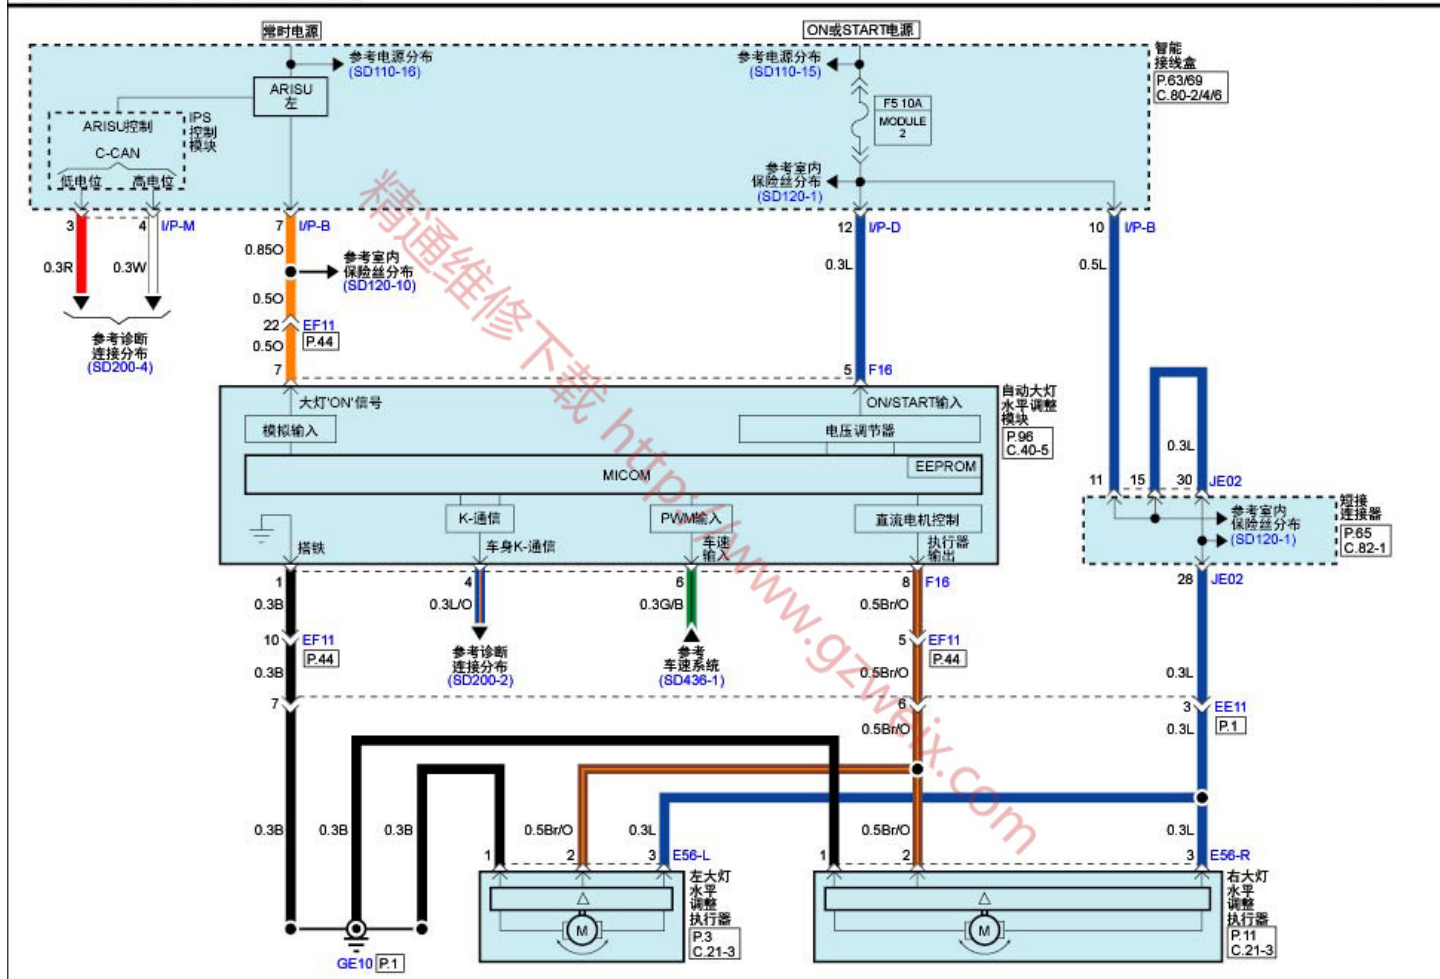 常时电源
ON或START电源
参考电源分布
(SD110-16)
参考电源分布
(SD110-15)
智能
接线盒
P.63/69
C.80-2/4/6
ARISU
左
F5 10A
MODULE
2
ARISU控制
C-CAN
低电位
高电位
IPS
控制
模块
参考室内
保险丝分布
(SD120-1)
3
4
I/P-M
7
I/P-B
12
I/P-D
10
I/P-B
0.3R
0.3W
0.85O
参考室内
保险丝分布
(SD120-10)
0.3L
0.5L
0.5O
22
EF11
P.44
0.5O
参考诊断
连接分布
(SD200-4)
7
5
F16
大灯'ON'信号
ON/START输入
模拟输入
电压调节器
MICOM
EEPROM
自动大灯
水平调整
模块
P.96
C.40-5
K-通信
PWM输入
直流电机控制
搭铁
车身K-通信
车速
输入
执行器
输出
0.3L
11
15
30
JE02
参考室内
保险丝分布
(SD120-1)
短接
连接器
P.65
C.82-1
1
4
6
8
F16
28
JE02
0.3B
0.3L/O
0.3G/B
0.5Br/O
10
EF11
P.44
5
EF11
P.44
参考诊断
连接分布
(SD200-2)
参考
车速系统
(SD436-1)
0.3B
0.5Br/O
0.3L
7
6
3
EE11
P.1
0.5Br/O
0.3L
0.3B
0.3B
0.3B
0.5Br/O
0.3L
0.5Br/O
0.3L
1
2
3
E56-L
1
2
3
E56-R
左大灯
水平
调整
执行器
P.3
C.21-3
右大灯
水平
调整
执行器
P.11
C.21-3
M
M
GE10
P.1
精通维修下载 http://www.gzweix.com